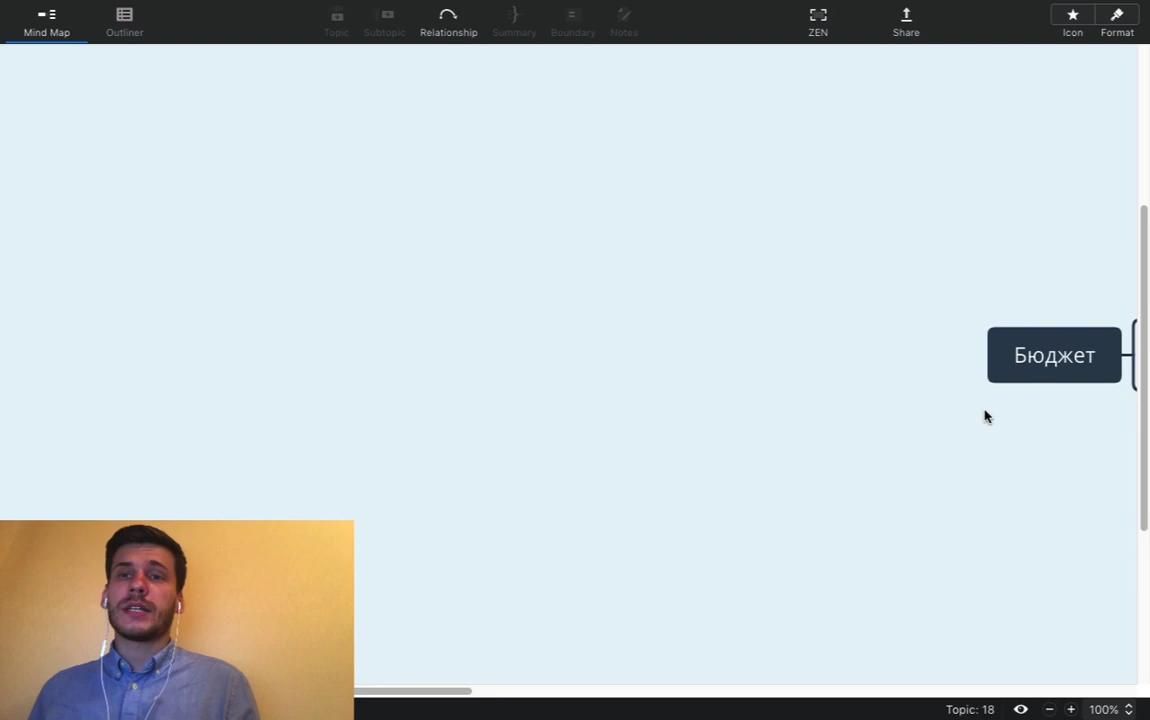 Mind Map
Outliner
Topic
Subtopic
Relationship
Summary
Boundary
Notes
ZEN
Share
Icon
Format
Бюджет
Topic: 18
100%